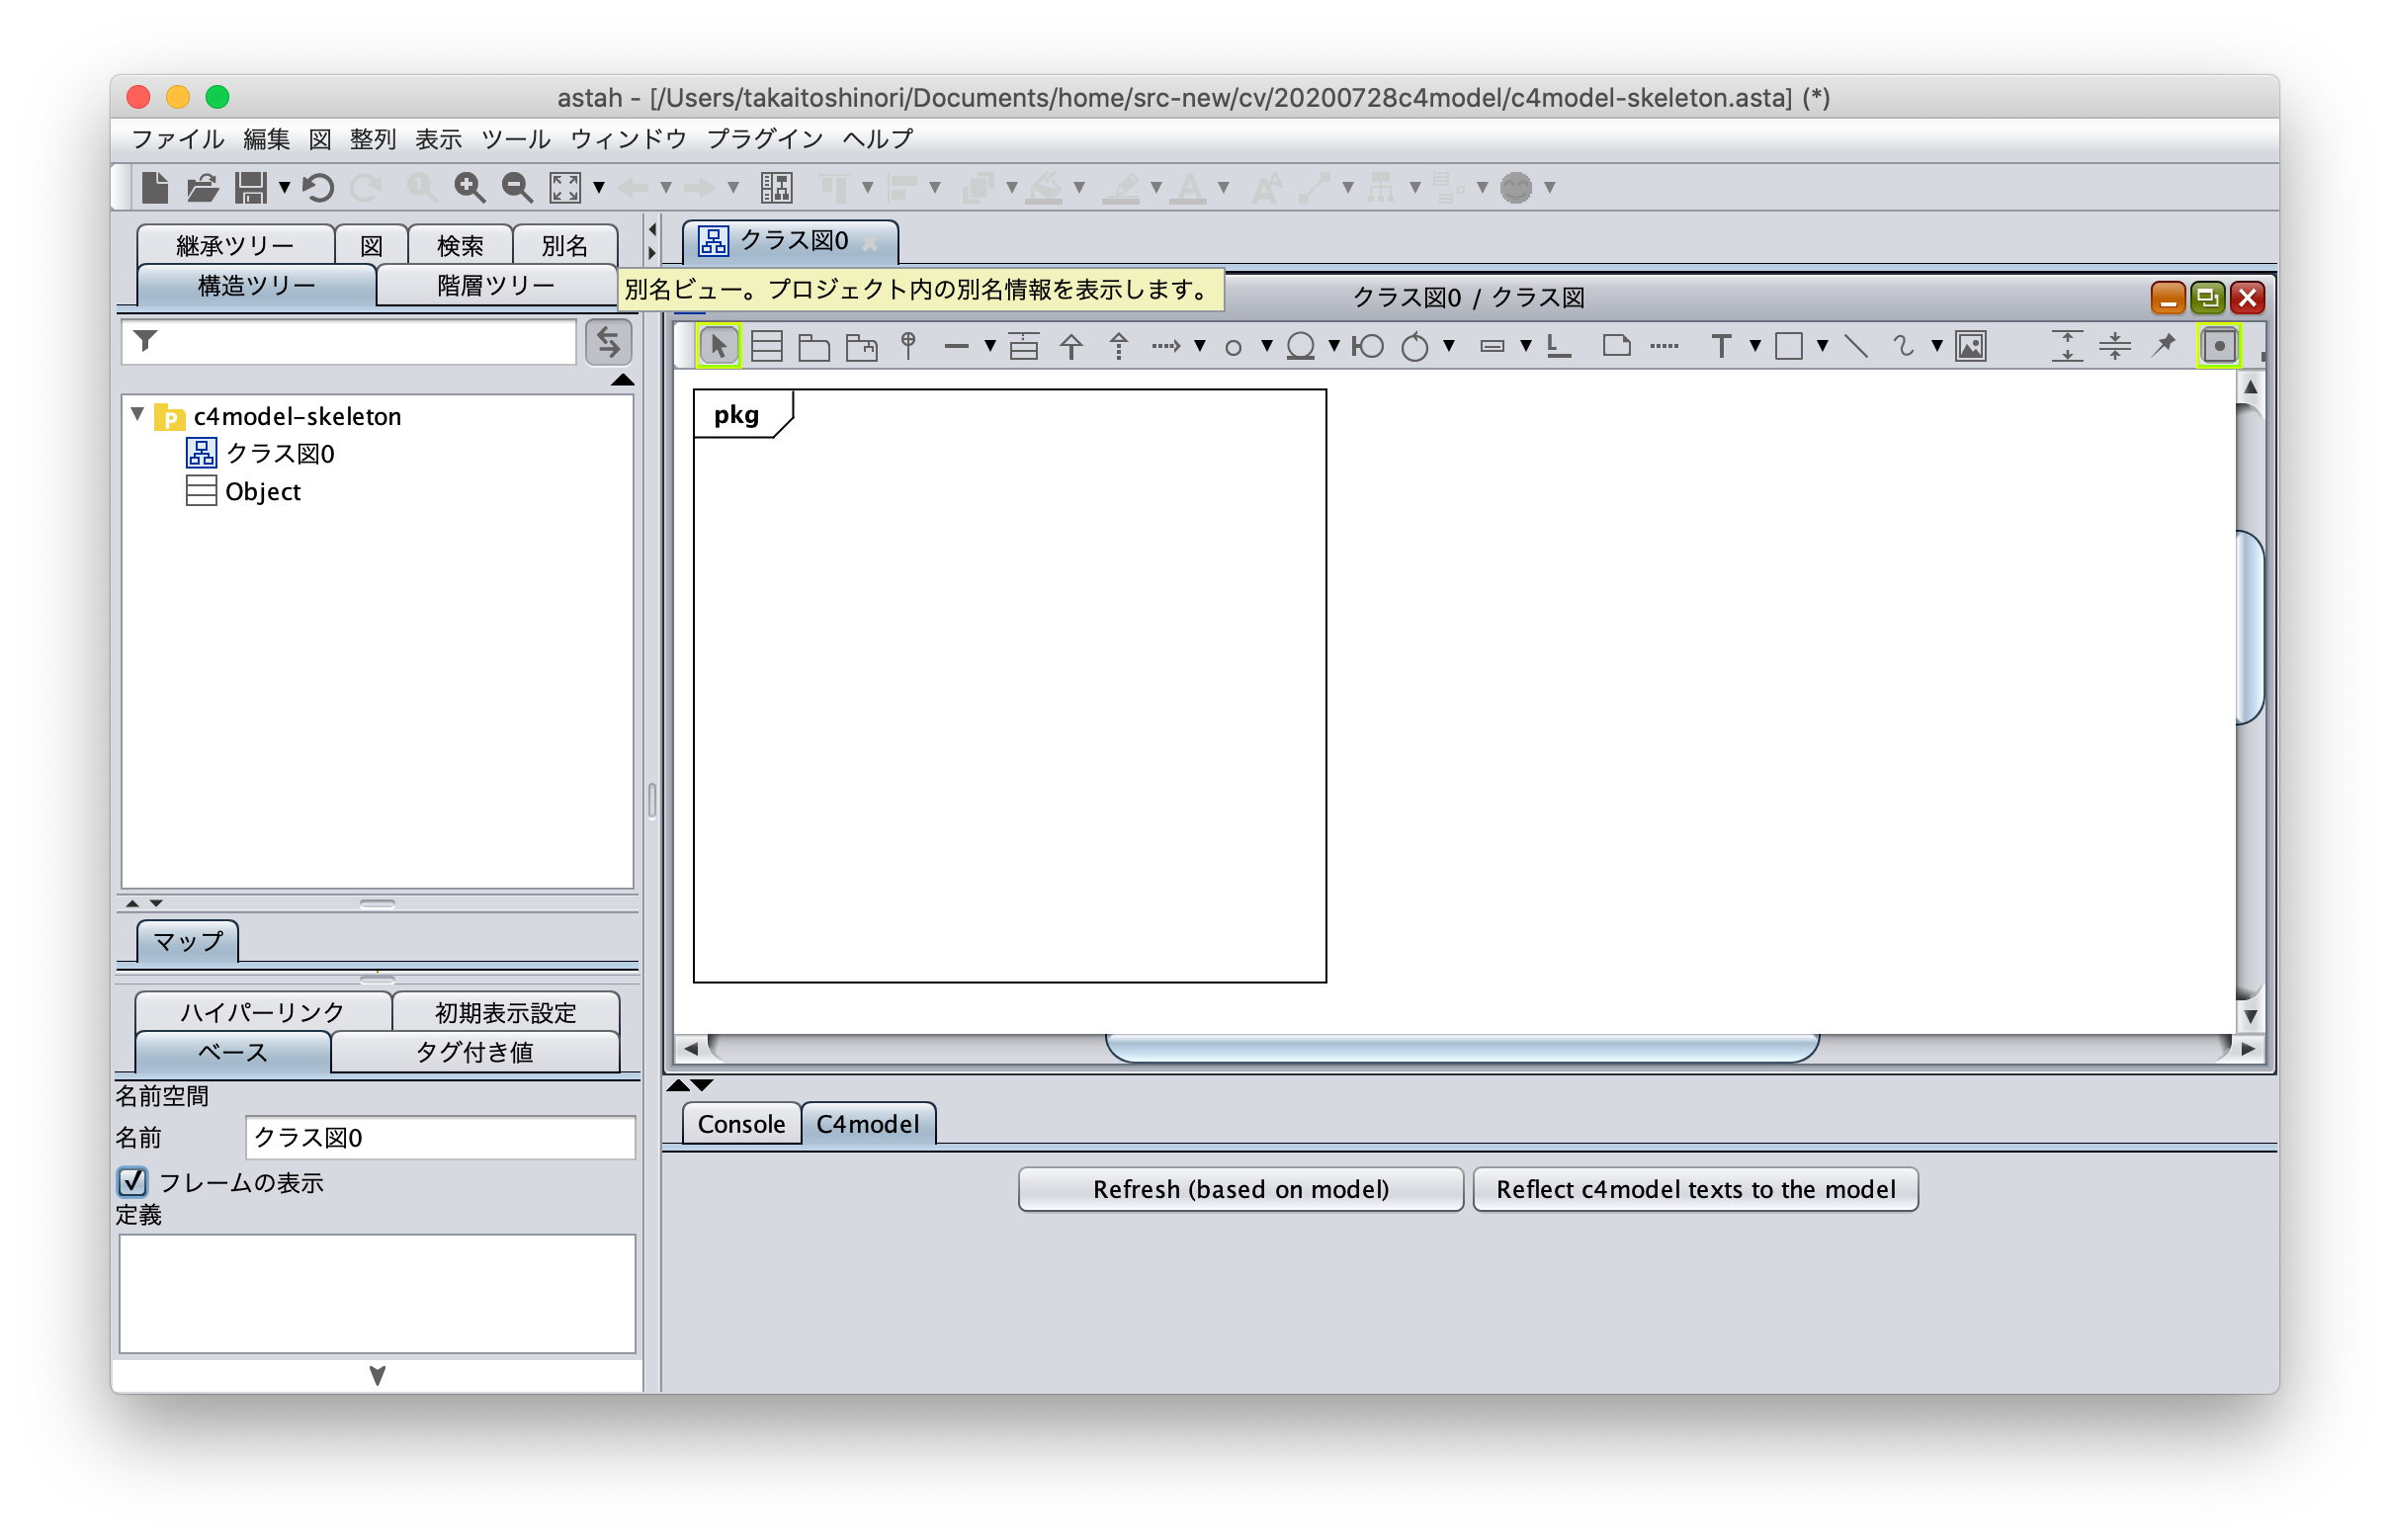 astah - [/Users/takaitoshinori/Documents/home/src-new/cv/20200728c4model/c4model-skeleton.asta] (*)
ファイル 編集 図 整列 表示 ツール ウィンドウ プラグイン ヘルプ
継承ツリー 図 検索 別名
構造ツリー 階層ツリー
クラス図0
別名ビュー。プロジェクト内の別名情報を表示します。
クラス図0 / クラス図
c4model-skeleton
クラス図0
Object
pkg
マップ
ハイパーリンク 初期表示設定
ベース タグ付き値
名前空間
名前 クラス図0
フレームの表示
定義
Console C4model
Refresh (based on model) Reflect c4model texts to the model